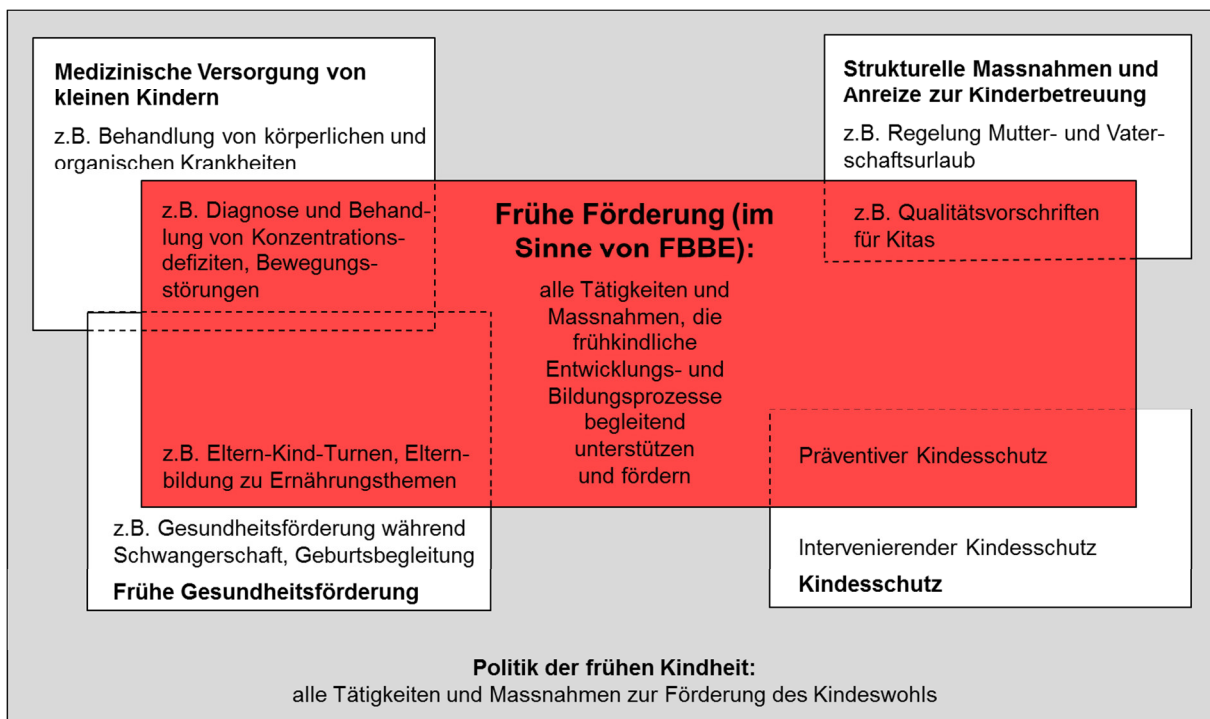 Medizinische Versorgung von
kleinen Kindern
z.B. Behandlung von körperlichen und
organischen Krankheiten
Strukturelle Massnahmen und
Anreize zur Kinderbetreuung
z.B. Regelung Mutter- und Vater-
schaftsurlaub
z.B. Diagnose und Behand-
lung von Konzentrations-
defiziten, Bewegungs-
störungen
Frühe Förderung (im
Sinne von FBBE):
alle Tätigkeiten und
Massnahmen, die
frühkindliche
Entwicklungs- und
Bildungsprozesse
begleitend
unterstützen
und fördern
z.B. Qualitätsvorschriften
für Kitas
z.B. Eltern-Kind-Turnen, Eltern-
bildung zu Ernährungsthemen
Präventiver Kindesschutz
z.B. Gesundheitsförderung während
Schwangerschaft, Geburtsbegleitung
Frühe Gesundheitsförderung
Intervenierender Kindesschutz
Kindesschutz
Politik der frühen Kindheit:
alle Tätigkeiten und Massnahmen zur Förderung des Kindeswohls